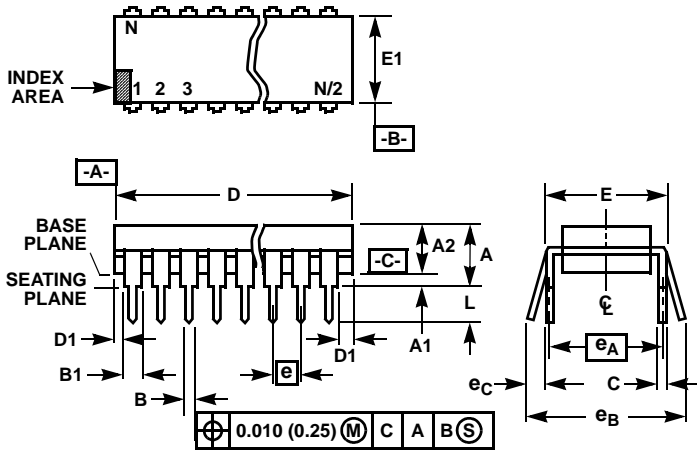 N
INDEX
AREA
1 2 3 N/2
E1
-B-
-A-
D
E
BASE
PLANE
A2
A
-C-
SEATING
PLANE
L
C
L
D1
A1
D1
e
eA
B1
eC
C
B
eB
0.010 (0.25) M C A B S